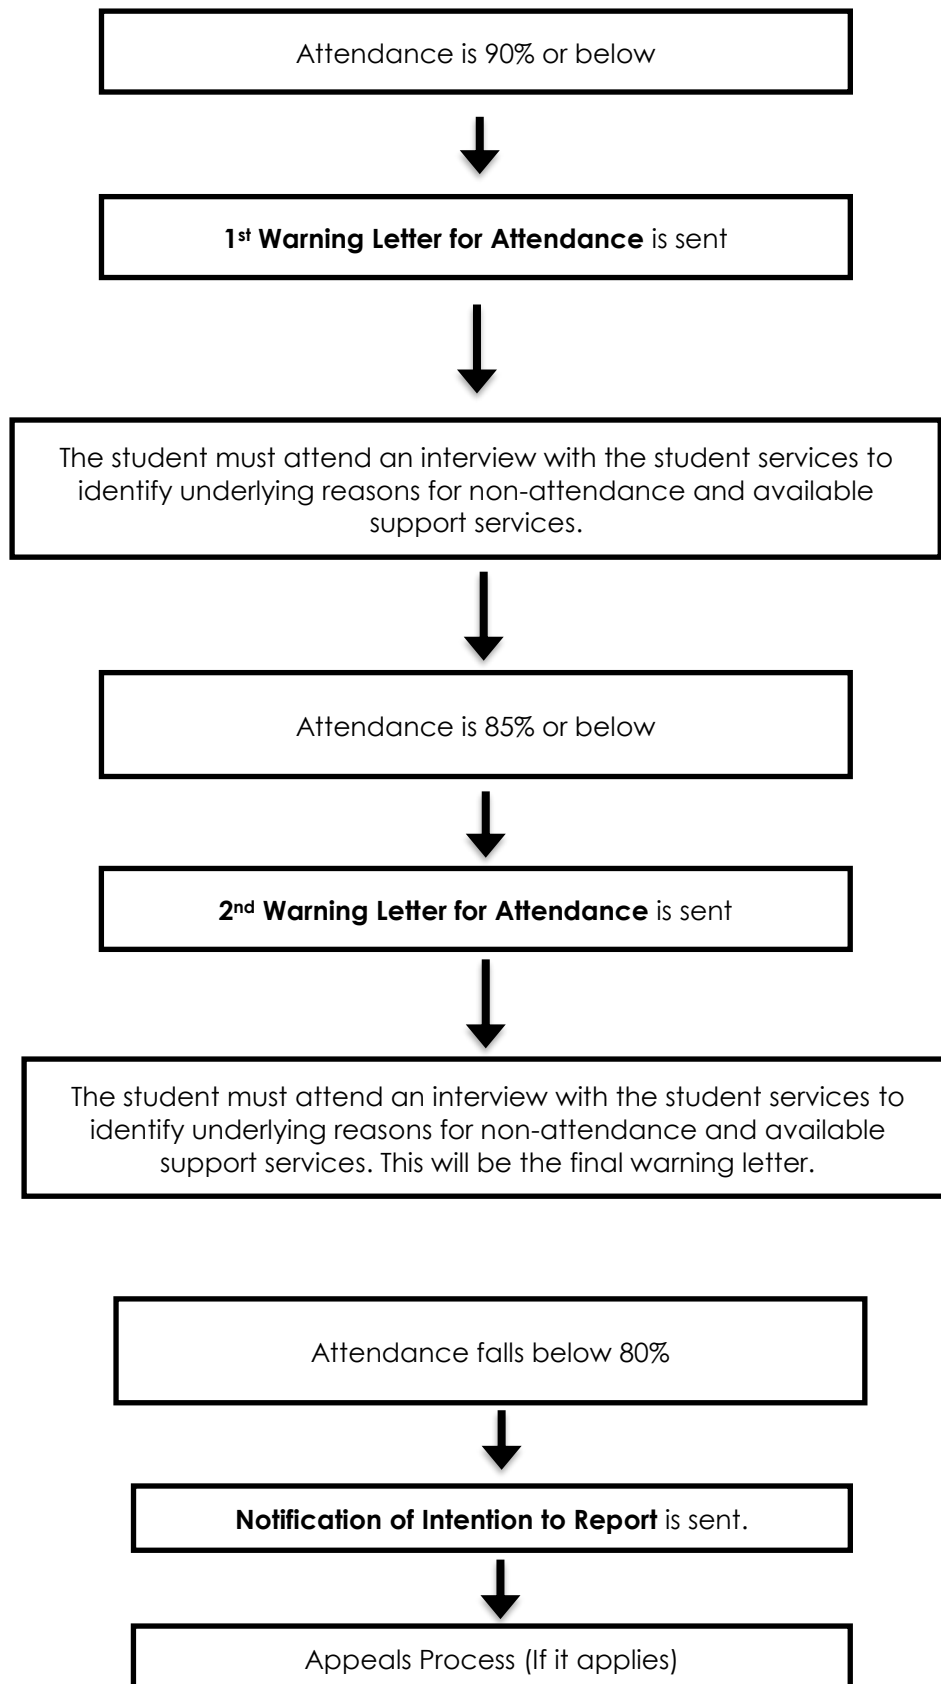 Attendance is 90% or below
1st Warning Letter for Attendance is sent
The student must attend an interview with the student services to
identify underlying reasons for non-attendance and available
support services.
Attendance is 85% or below
2nd Warning Letter for Attendance is sent
The student must attend an interview with the student services to
identify underlying reasons for non-attendance and available
support services. This will be the final warning letter.
Attendance falls below 80%
Notification of Intention to Report is sent.
Appeals Process (If it applies)